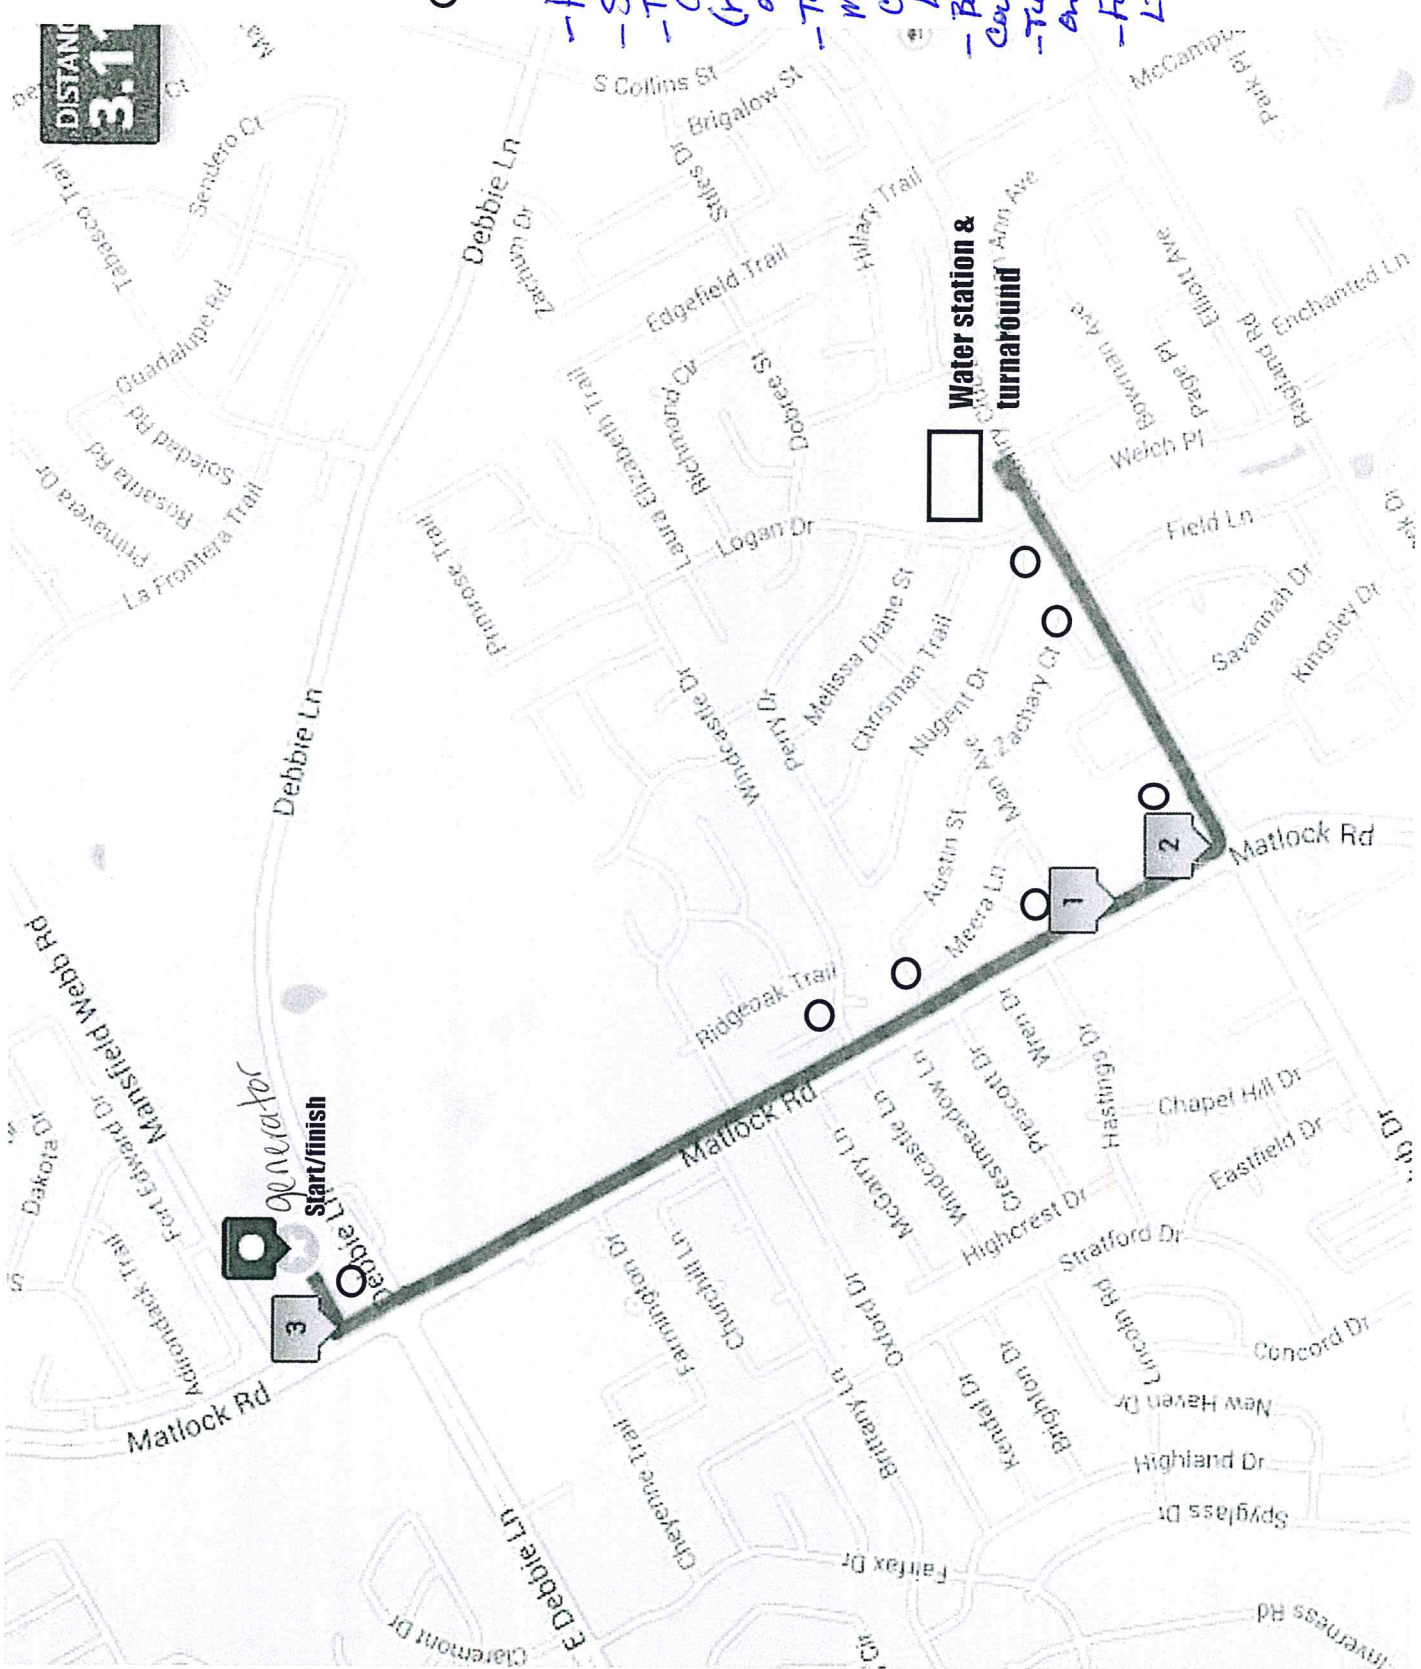 DISTANC
3.11
Sendero Ct
Ct
Tabasco Trail
Guadalupe Rd
Soledad Rd
Rosarita Rd
Primavera Dr
La Frontera Trail
Debbie Ln
Debbie Ln
Mansfield Webb Rd
Dakota Dr
Fort Edward Dr
Adirondack Trail
Matlock Rd
generator
Start/finish
Debbie Ln
3
E Debbie Ln
Claremont Dr
S Collins St
Brigalow St
Stiles Dr
Zachum Dr
Edgefield Trail
Hillary Trail
Laura Elizabeth Trail
Richmond Cir
Dobree St
Logan Dr
Primrose Trail
Windcastle Dr
Perry Dr
Melissa Diane St
Chrisman Trail
Nugent Dr
Zachary Ct
Man Ave
Austin St
Meera Ln
Ridgeoak Trail
Water station &
turnaround
Ann Ave
Park Pl
Elliott Ave
Bowman Ave
Page Pl
Ragland Rd
Enchanted Ln
Welch Pl
Field Ln
Savannah Dr
Kingsley Dr
1
2
Matlock Rd
Matlock Rd
McGarry Ln
Windcastle Ln
Crestmeadow Ln
Prescott Dr
Wren Dr
Hastings Dr
Chapel Hill Dr
Eastfield Dr
Highcrest Dr
Stratford Dr
Farmington Dr
Churchill Ln
Cheyenne Trail
Oxford Dr
Brittany Ln
Kendal Dr
Brighton Dr
Lincoln Rd
Concord Dr
New Haven Dr
Highland Dr
Spyglass Dr
Fairfax Dr
Inverness Rd